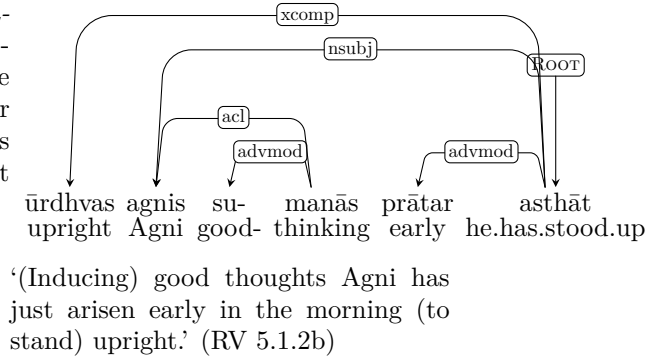 xcomp
nsubj
ROOT
acl
advmod advmod
ūrdhvas agnis su- manās prātar asthāt
upright Agni good- thinking early he.has.stood.up
‘(Inducing) good thoughts Agni has
just arisen early in the morning (to
stand) upright.’ (RV 5.1.2b)